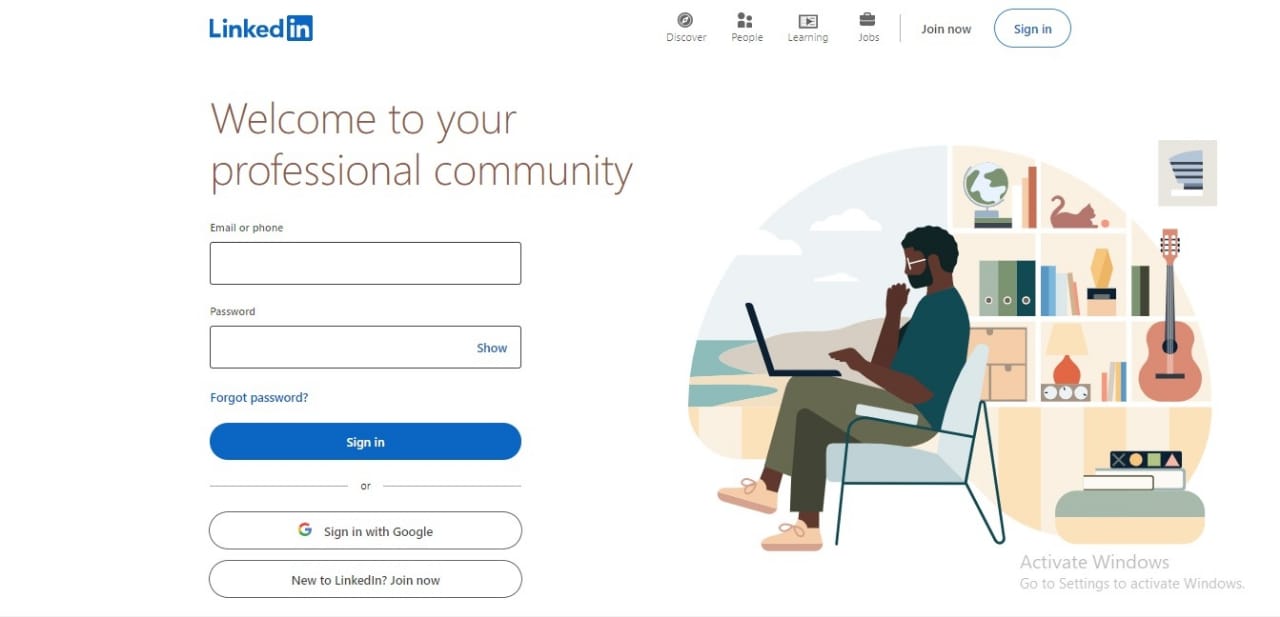 Linked in
Discover People Learning Jobs Join now Sign in
Welcome to your
professional community
Email or phone
Password
Show
Forgot password?
Sign in
or
Sign in with Google
New to LinkedIn? Join now
Activate Windows
Go to Settings to activate Windows.